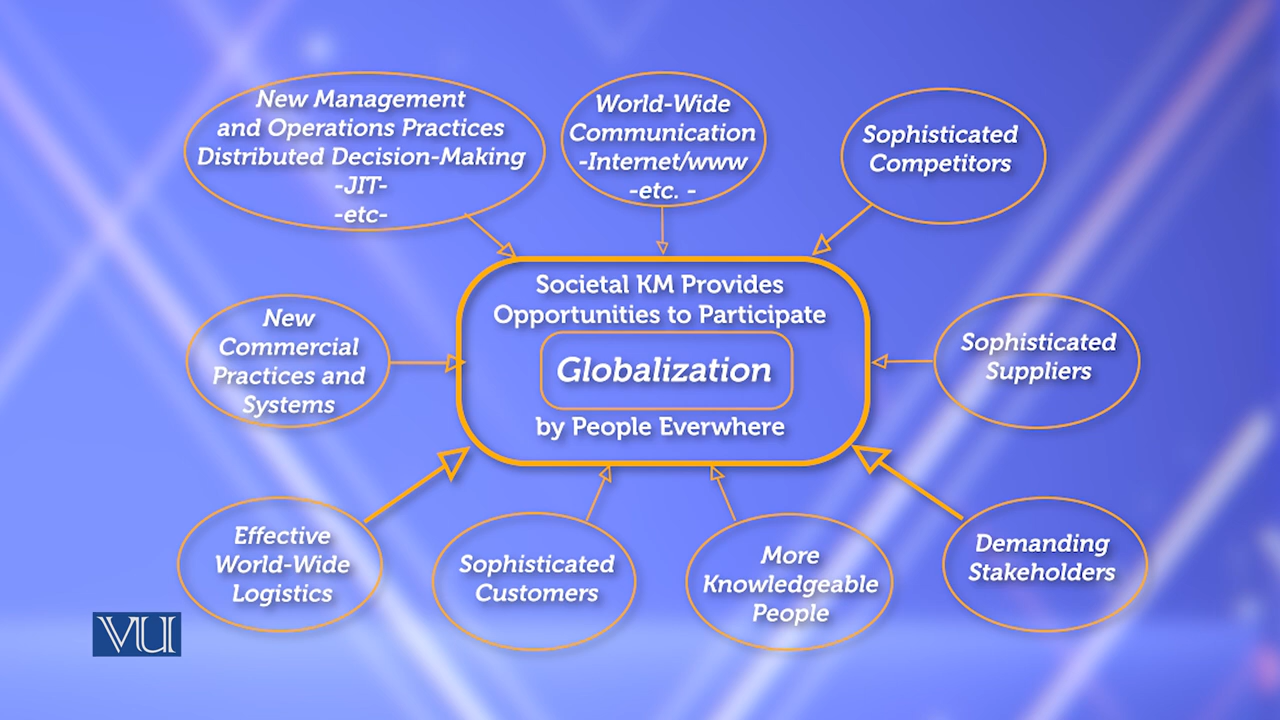 New Management
and Operations Practices
Distributed Decision-Making
-JIT-
-etc-
World-Wide
Communication
-Internet/www
-etc. -
Sophisticated
Competitors
Societal KM Provides
Opportunities to Participate
Globalization
by People Everwhere
New
Commercial
Practices and
Systems
Sophisticated
Suppliers
Effective
World-Wide
Logistics
Sophisticated
Customers
More
Knowledgeable
People
Demanding
Stakeholders
VU